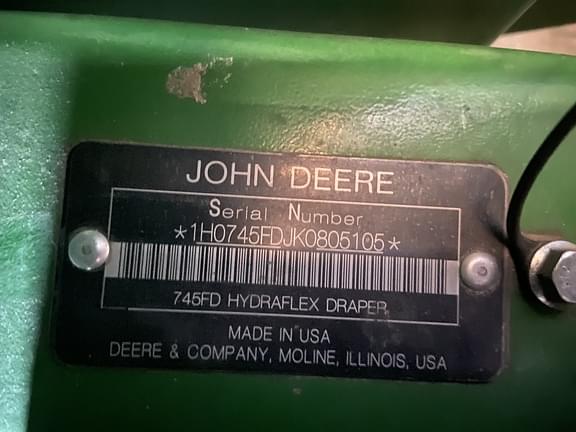 JOHN DEERE
Serial Number
*1H0745FDJK0805105*
745FD HYDRAFLEX DRAPER
MADE IN USA
DEERE & COMPANY, MOLINE, ILLINOIS, USA